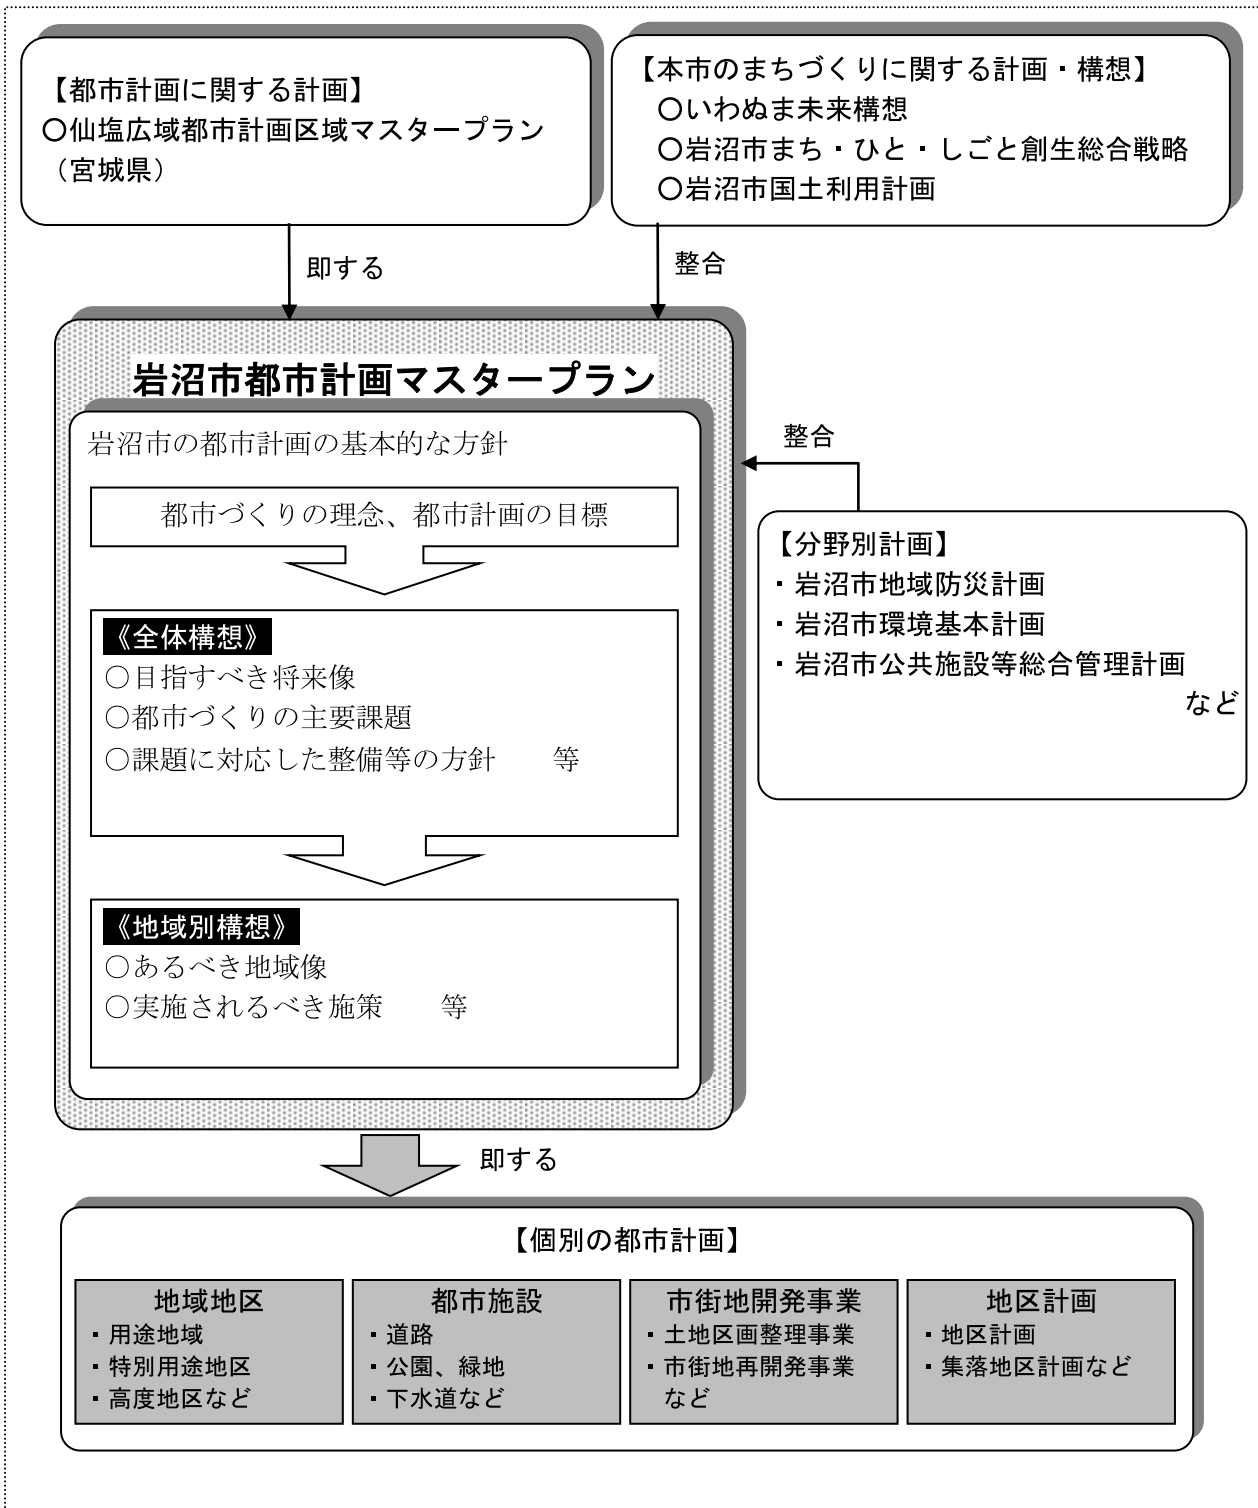 【都市計画に関する計画】
○仙塩広域都市計画区域マスタープラン
（宮城県）
【本市のまちづくりに関する計画・構想】
○いわぬま未来構想
○岩沼市まち・ひと・しごと創生総合戦略
○岩沼市国土利用計画
即する
整合
岩沼市都市計画マスタープラン
岩沼市の都市計画の基本的な方針
都市づくりの理念、都市計画の目標
《全体構想》
○目指すべき将来像
○都市づくりの主要課題
○課題に対応した整備等の方針　　等
《地域別構想》
○あるべき地域像
○実施されるべき施策　　等
整合
【分野別計画】
・岩沼市地域防災計画
・岩沼市環境基本計画
・岩沼市公共施設等総合管理計画
など
即する
【個別の都市計画】
地域地区
・用途地域
・特別用途地区
・高度地区など
都市施設
・道路
・公園、緑地
・下水道など
市街地開発事業
・土地区画整理事業
・市街地再開発事業
など
地区計画
・地区計画
・集落地区計画など